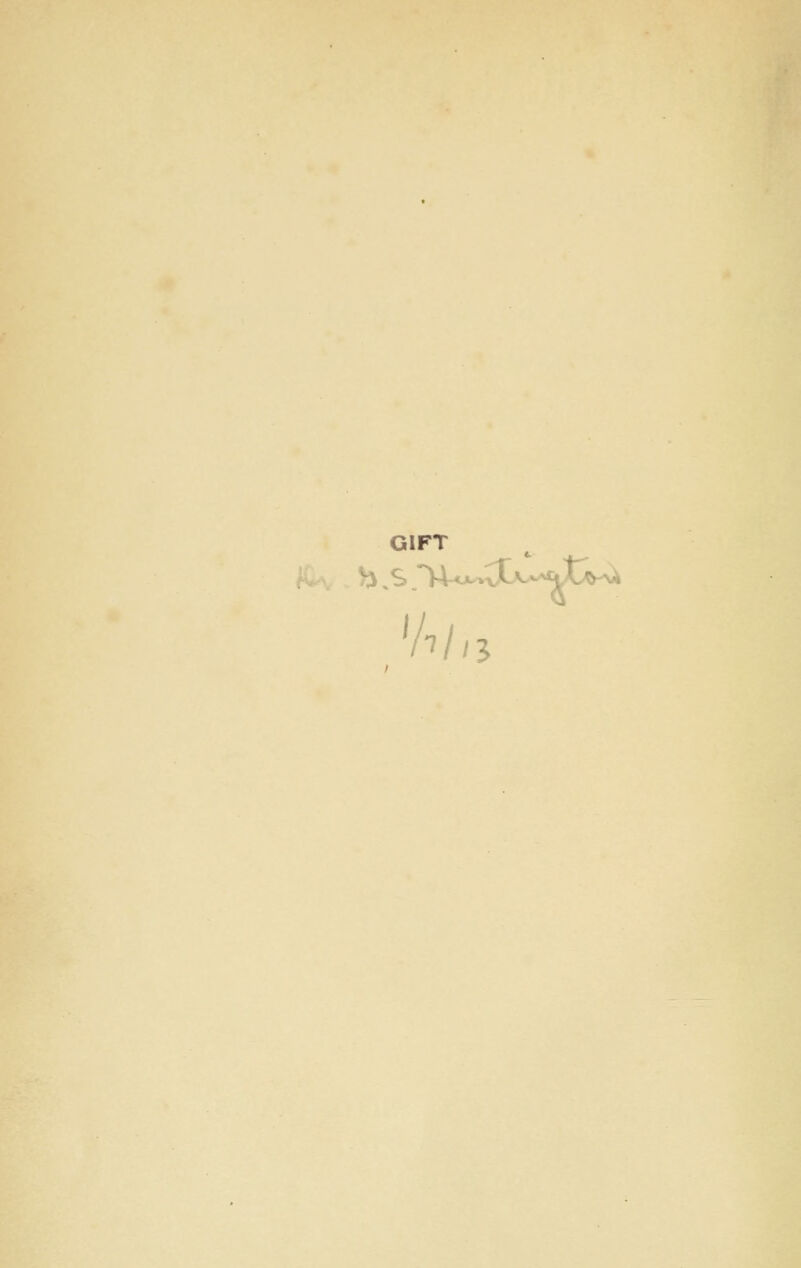 GIFT
S. Huntington
1/7/13